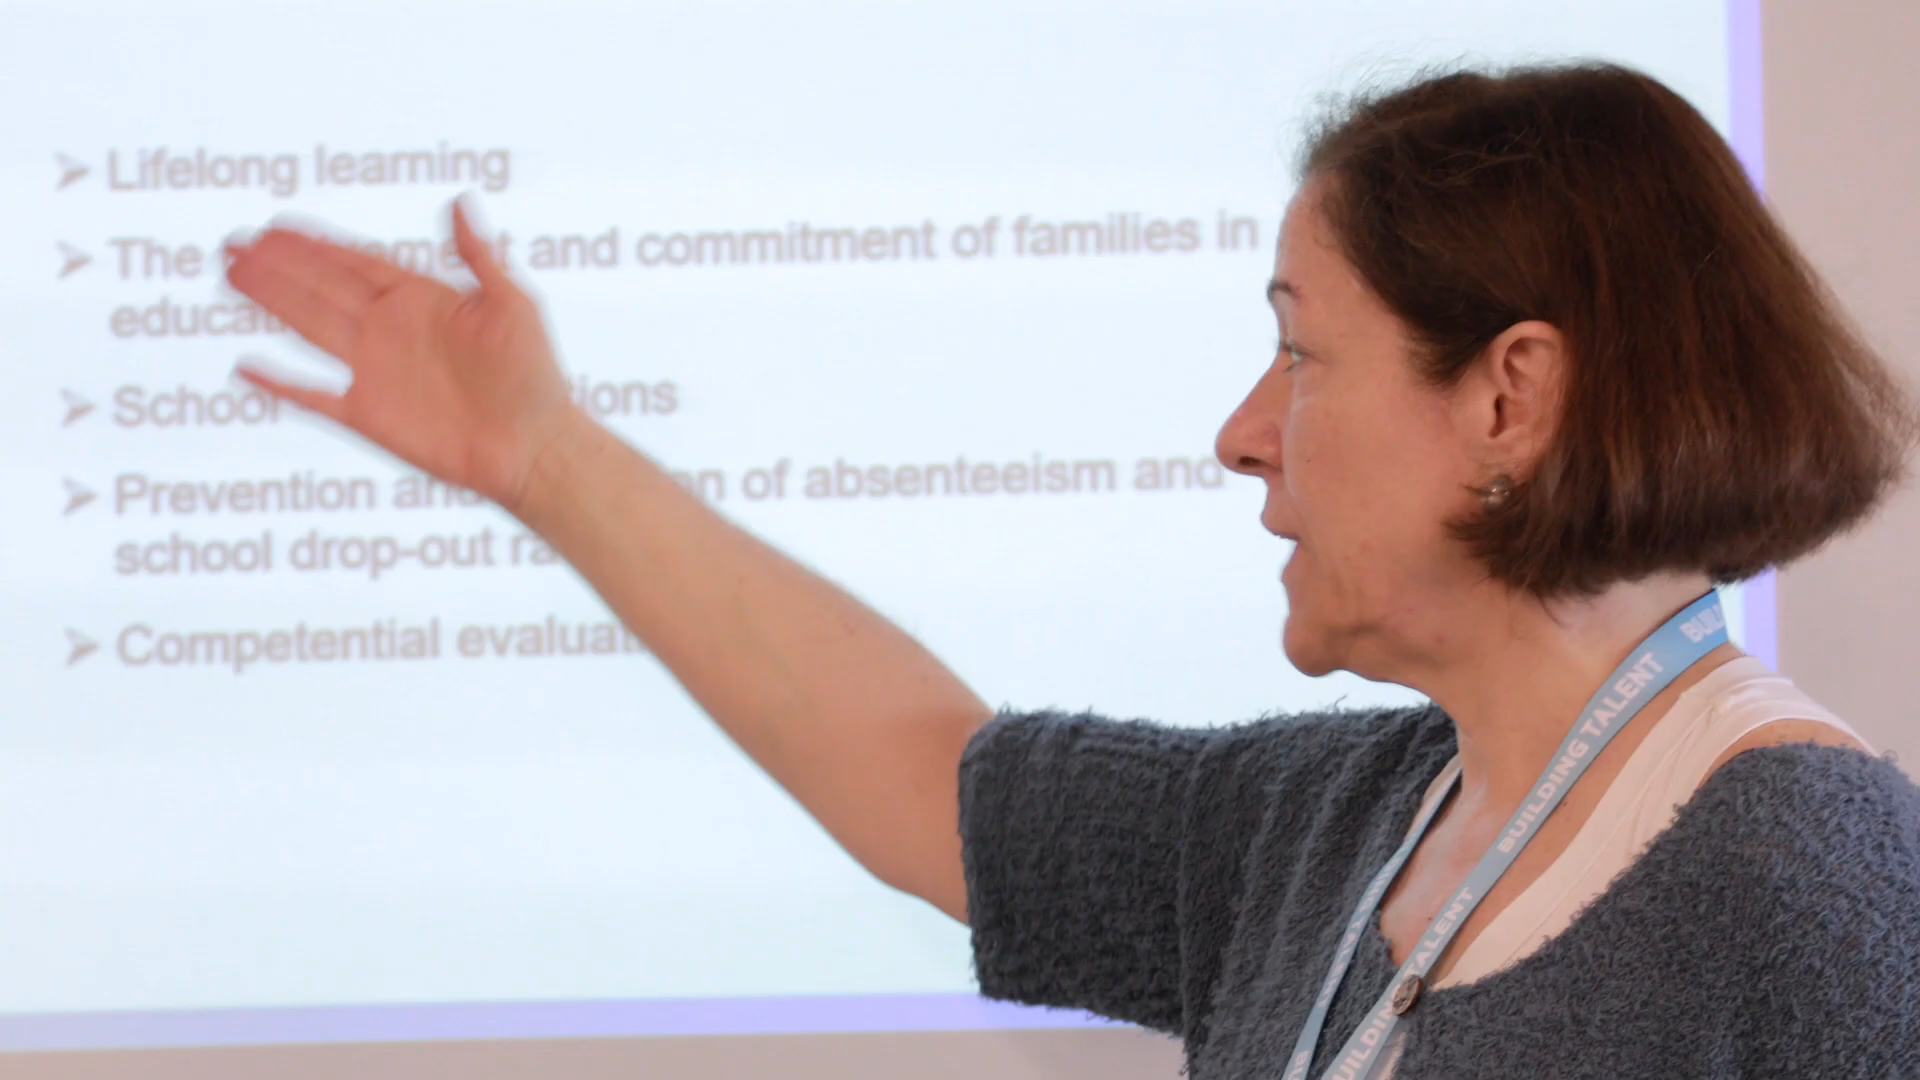 ➢ Lifelong learning
➢ The and commitment of families in
➢ School
➢ Prevention of absenteeism and
school drop-out
➢ Competential
BUILDING TALENT
BUILDING TALENT